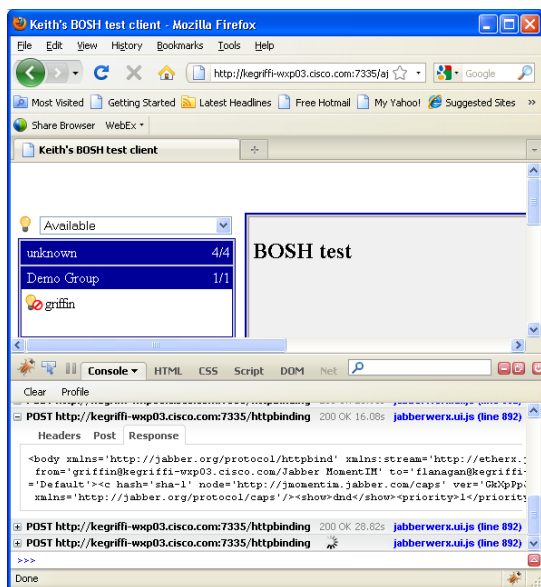 Keith's BOSH test client - Mozilla Firefox
File Edit View History Bookmarks Tools Help
http://kegriffi-wxp03.cisco.com:7335/aj Google
Most Visited Getting Started Latest Headlines Free Hotmail My Yahoo! Suggested Sites »
Share Browser WebEx
Keith's BOSH test client
Available
unknown 4/4
BOSH test
Demo Group 1/1
griffin
Console HTML CSS Script DOM Net
Clear Profile
POST http://kegriffi-wxp03.cisco.com:7335/httpbinding 200 OK 16.08s jabberwerx.ui.js (line 892)
Headers Post Response
<body xmlns='http://jabber.org/protocol/httpbind' xmlns:stream='http://etherx.j
from='griffin@kegriffi-wxp03.cisco.com/Jabber MomentIM' to='flanagan@kegriffi-
='Default'><c hash='sha-1' node='http://jmomentim.jabber.com/caps' ver='GkXpPp
xmlns='http://jabber.org/protocol/caps'/><show>dnd</show><priority>1</priority
POST http://kegriffi-wxp03.cisco.com:7335/httpbinding 200 OK 28.82s jabberwerx.ui.js (line 892)
POST http://kegriffi-wxp03.cisco.com:7335/httpbinding jabberwerx.ui.js (line 892)
>>>
Done